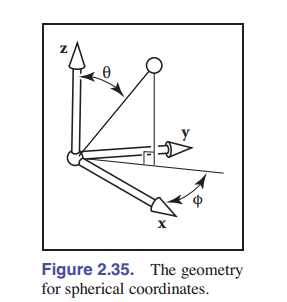 z
θ
y
ϕ
x
Figure 2.35. The geometry
for spherical coordinates.